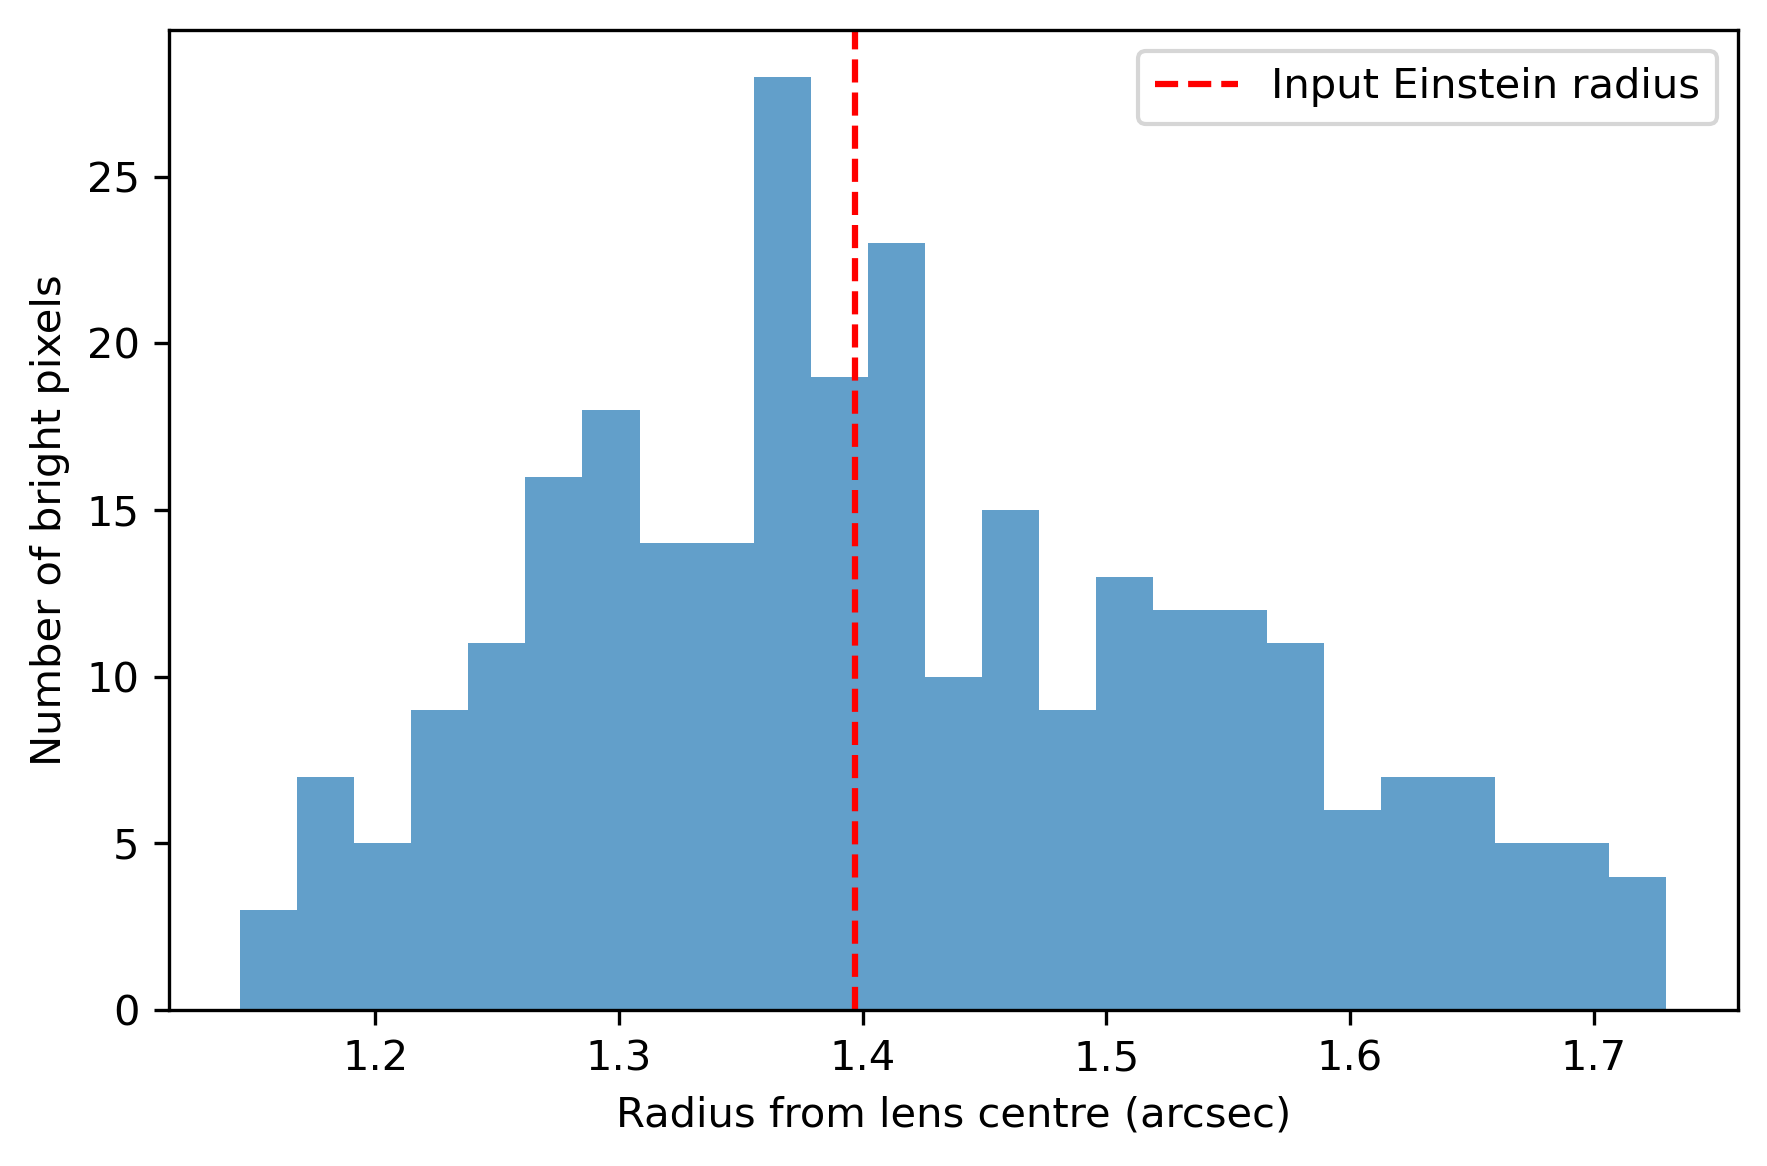 Input Einstein radius
Number of bright pixels
25
20
15
10
5
0
1.2 1.3 1.4 1.5 1.6 1.7
Radius from lens centre (arcsec)